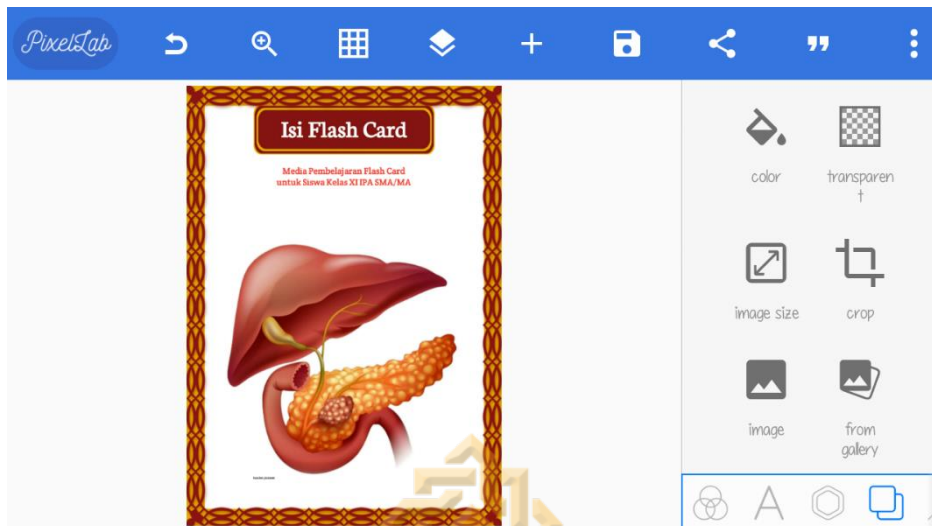 PixelLab
Isi Flash Card
Media Pembelajaran Flash Card
untuk Siswa Kelas XI IPA SMA/MA
color
transparen
t
image size
crop
image
from
gallery